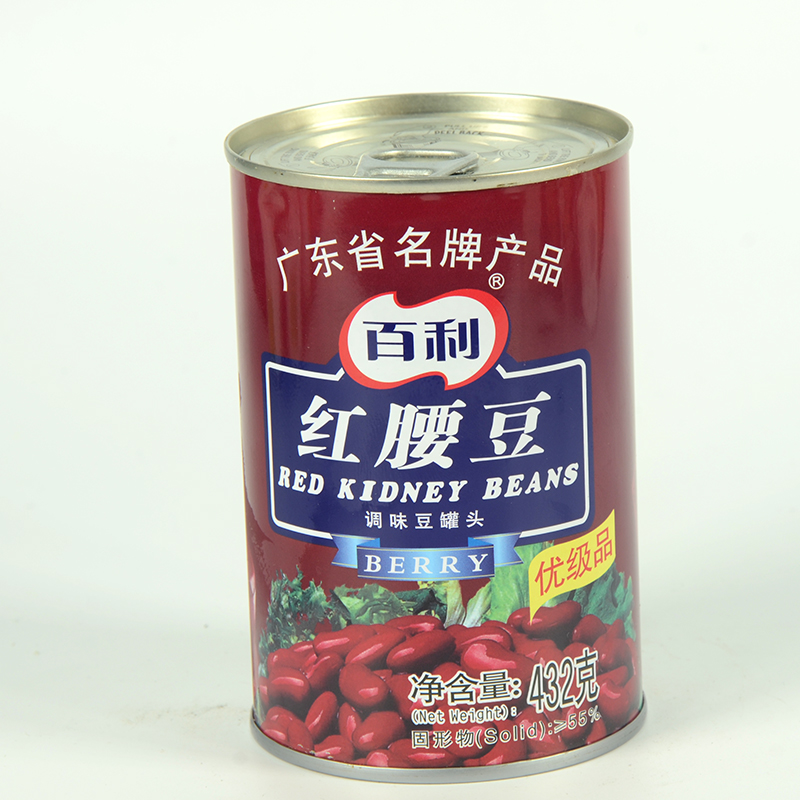 PEEL BACK
广东省名牌产品
百利®
红腰豆
RED KIDNEY BEANS
调味豆罐头
BERRY
优级品
净含量:432克
(Net Weight):
固形物(Solid):≥55%